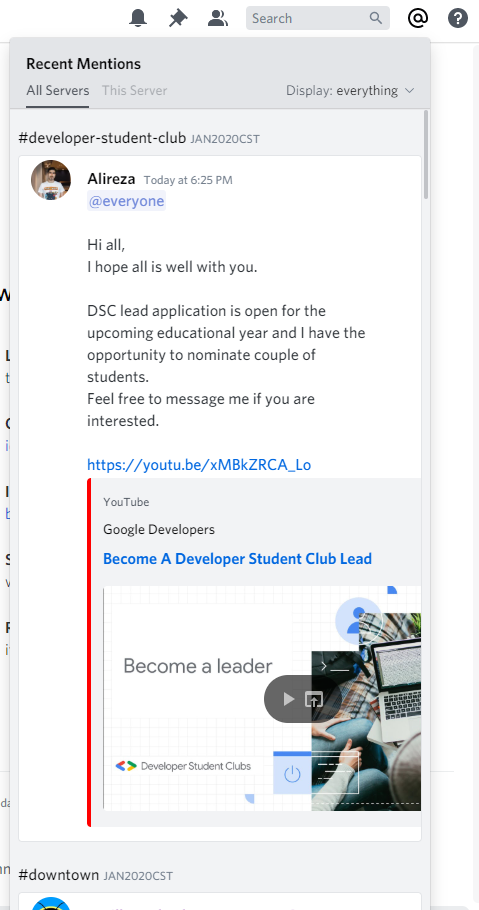 Search
Recent Mentions
All Servers This Server Display: everything
#developer-student-club JAN2020CST
Alireza Today at 6:25 PM
@everyone
Hi all,
I hope all is well with you.
DSC lead application is open for the
upcoming educational year and I have the
opportunity to nominate couple of
students.
Feel free to message me if you are
interested.
https://youtu.be/xMBkZRCA_Lo
YouTube
Google Developers
Become A Developer Student Club Lead
Become a leader
Developer Student Clubs
#downtown JAN2020CST